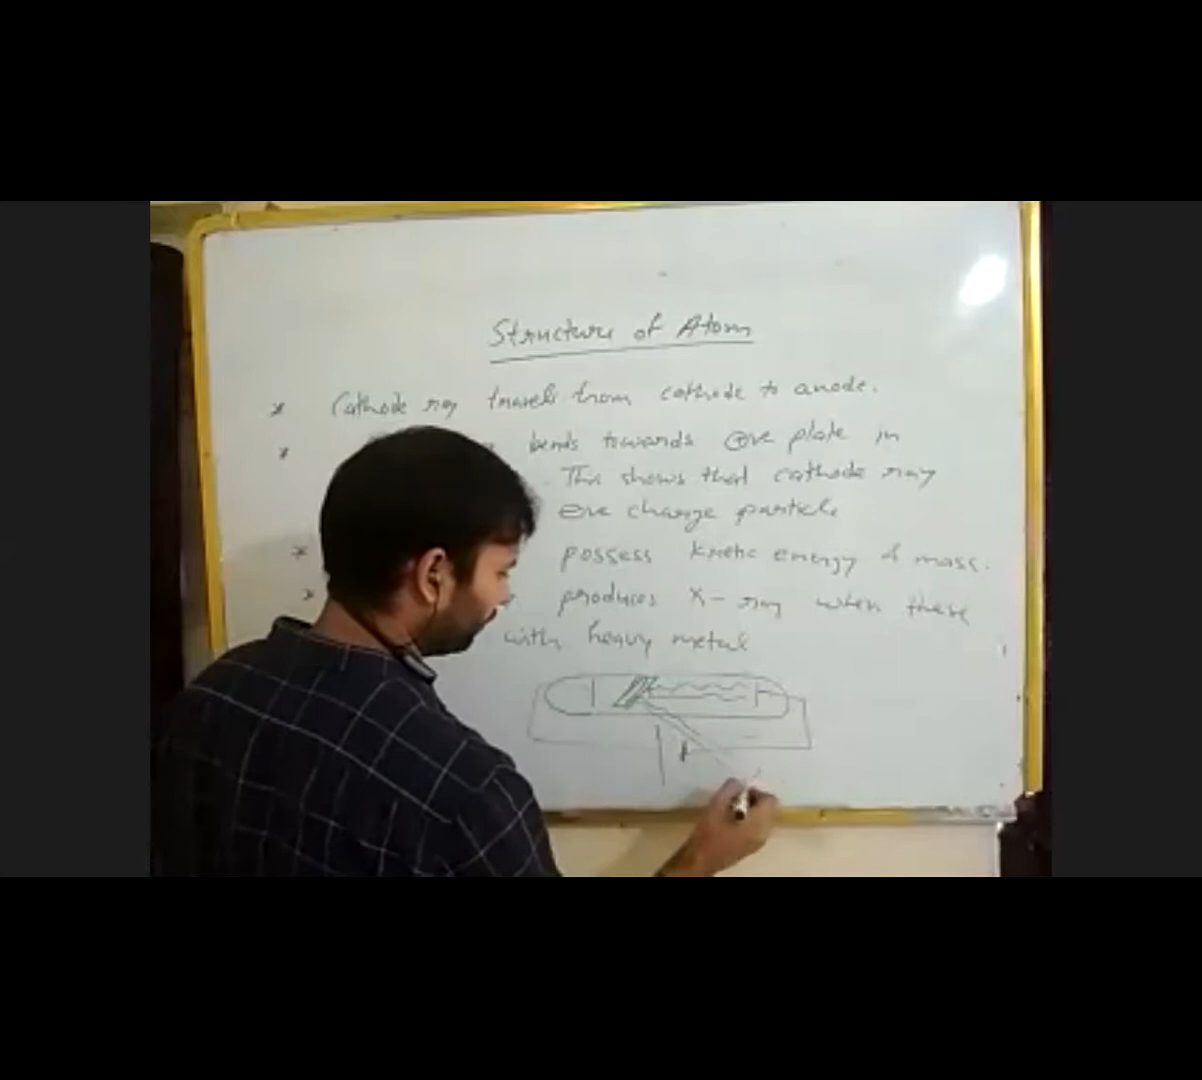 Structure of Atom
* Cathode ray travels from cathode to anode.
* bends towards ⊕ve plate in
. This shows that cathode ray
⊖ve charge particle
* possess kinetic energy & mass.
* produces X-ray when these
with heavy metal